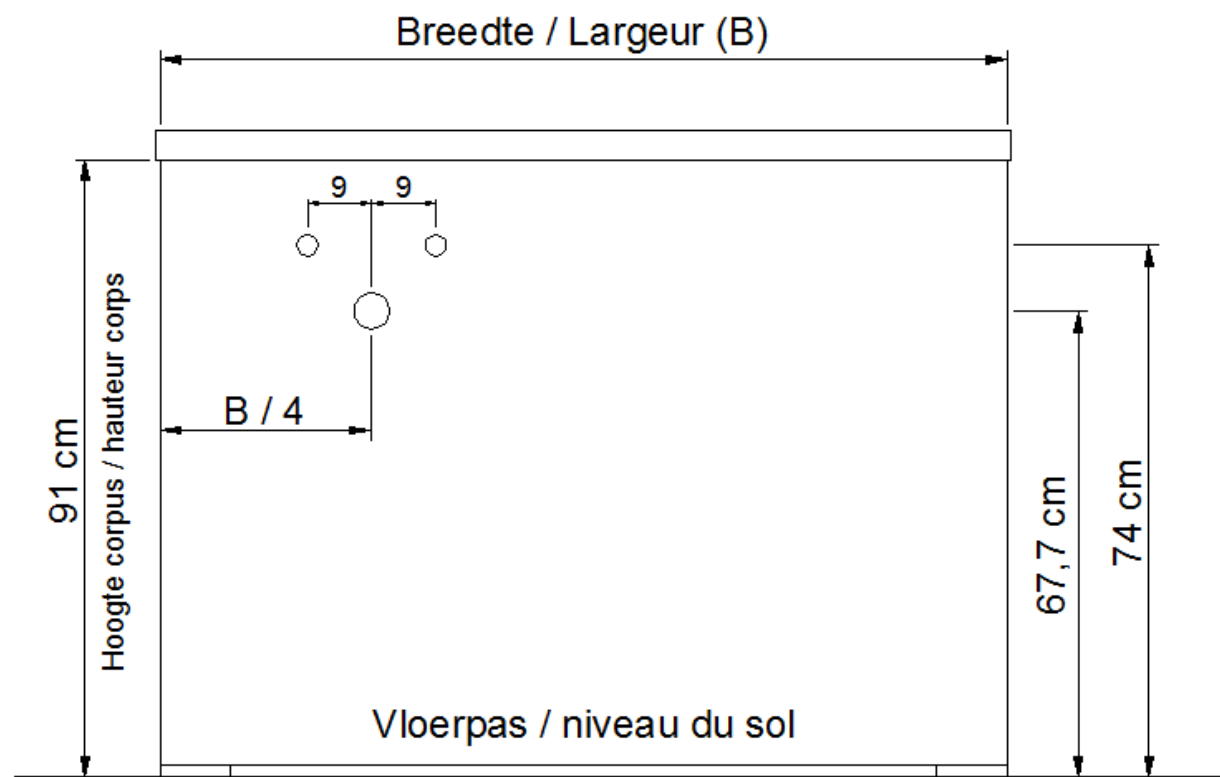 Breedte / Largeur (B)
9
9
B / 4
91 cm
Hoogte corpus / hauteur corps
67,7 cm
74 cm
Vloerpas / niveau du sol